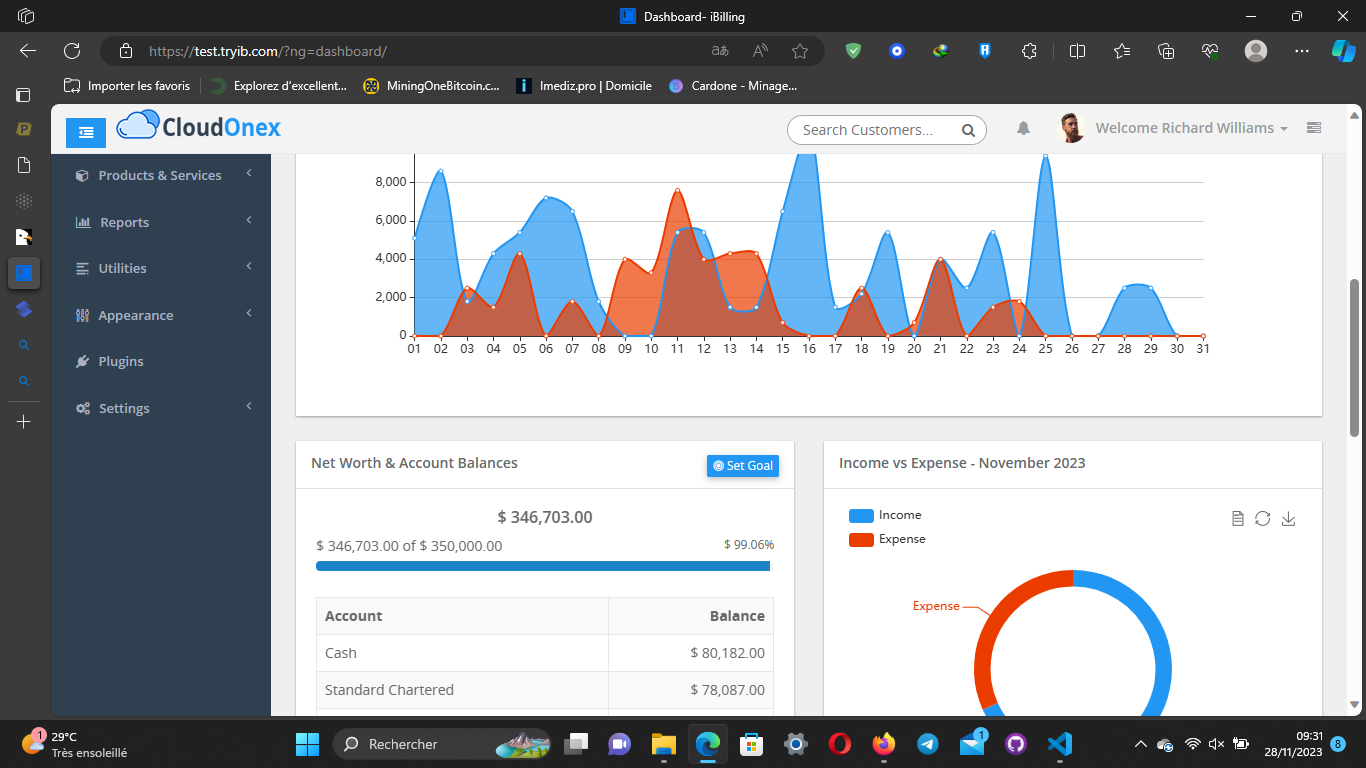 Dashboard- iBilling
https://test.tryib.com/?ng=dashboard/
Importer les favoris
Explorez d'excellent...
MiningOneBitcoin.c...
Imediz.pro | Domicile
Cardone - Minage...
CloudOnex
Search Customers...
Welcome Richard Williams
Products & Services
Reports
Utilities
Appearance
Plugins
Settings
8,000
6,000
4,000
2,000
0
01 02 03 04 05 06 07 08 09 10 11 12 13 14 15 16 17 18 19 20 21 22 23 24 25 26 27 28 29 30 31
Net Worth & Account Balances
Set Goal
$ 346,703.00
$ 346,703.00 of $ 350,000.00
$ 99.06%
Account Balance
Cash $ 80,182.00
Standard Chartered $ 78,087.00
Income vs Expense - November 2023
Income
Expense
Expense
1
29°C
Très ensoleillé
Rechercher
1
09:31
28/11/2023
8